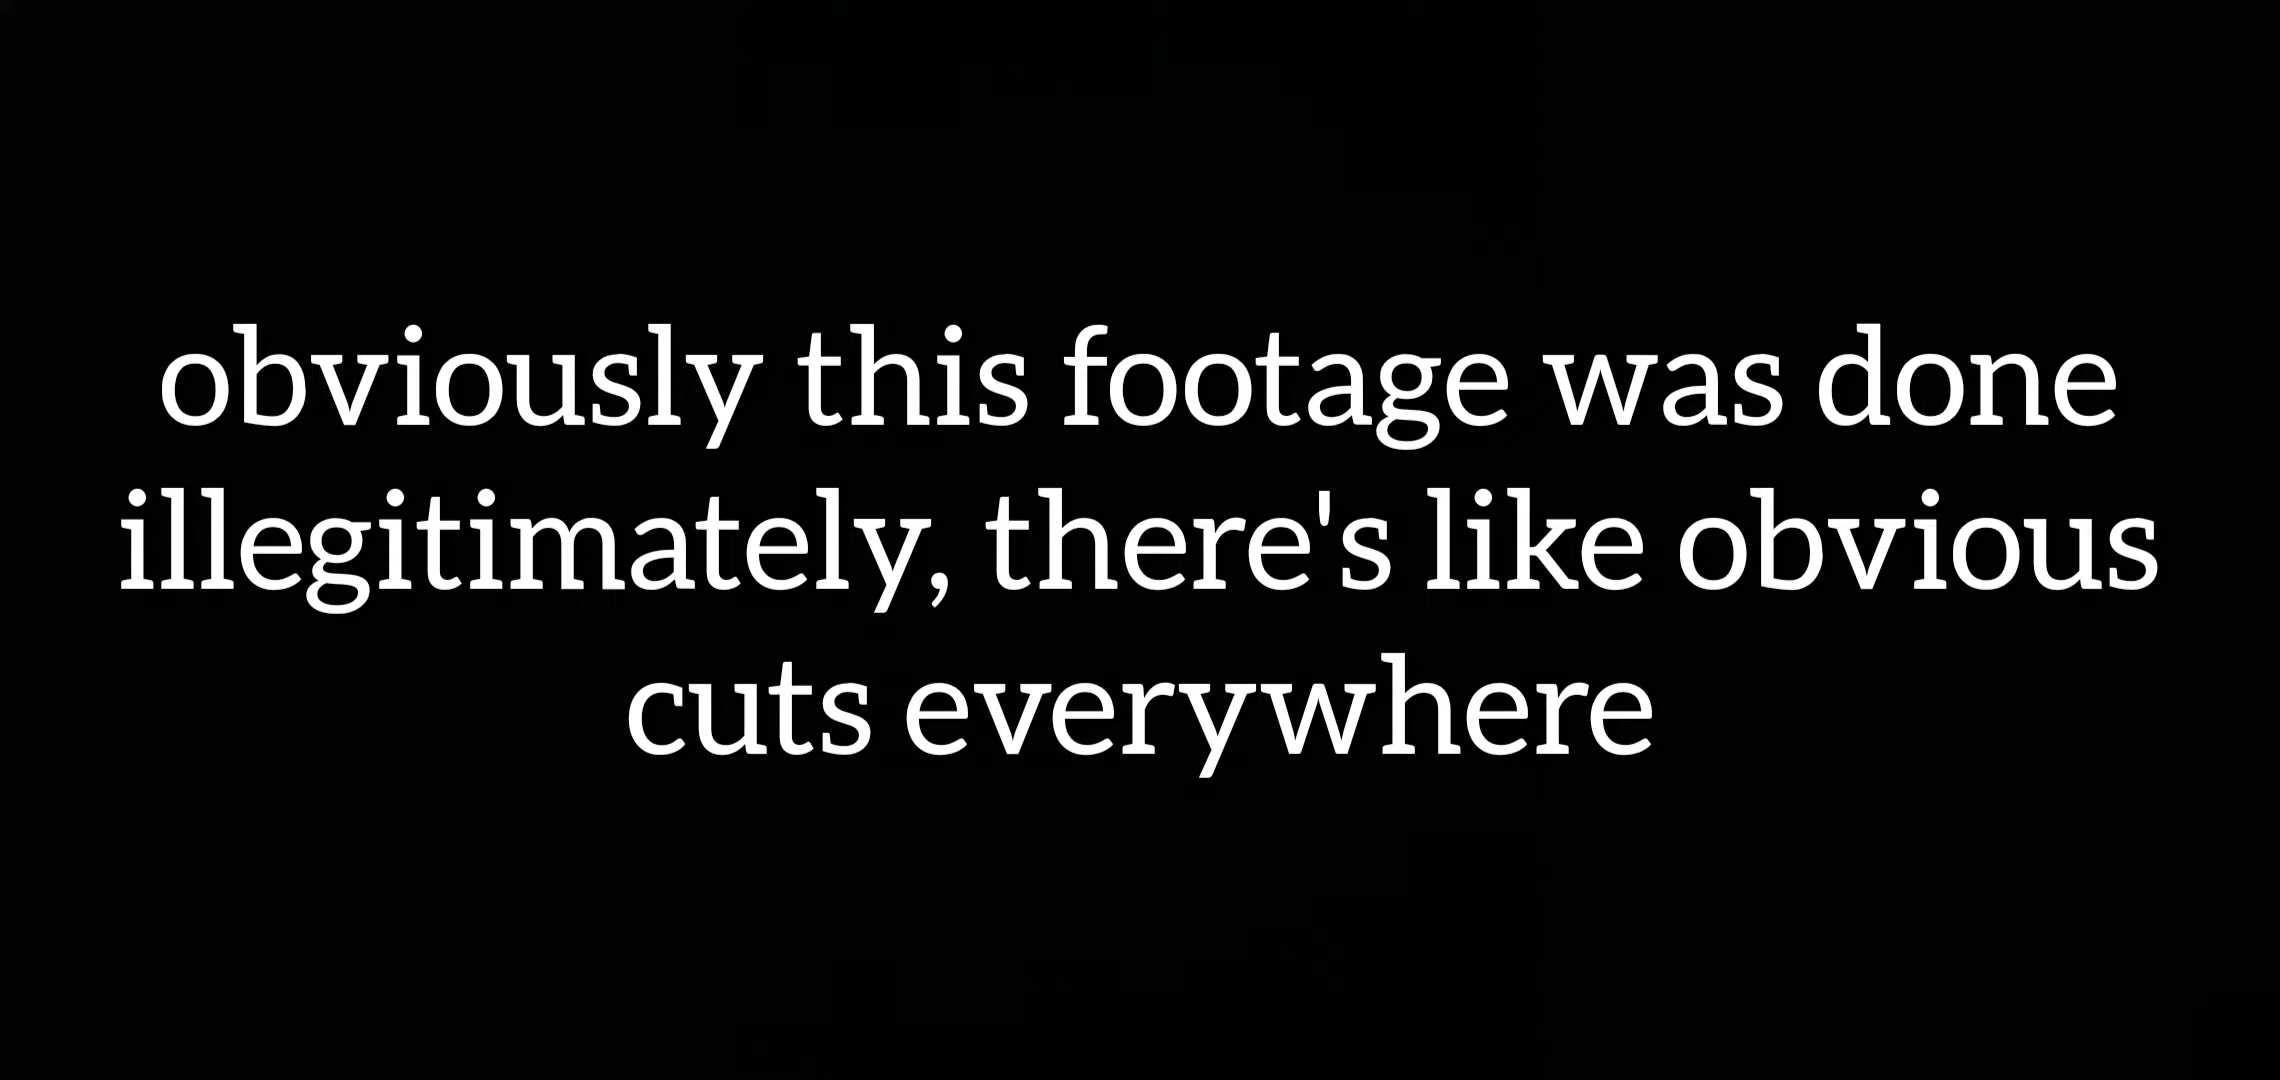 obviously this footage was done
illegitimately, there's like obvious
cuts everywhere